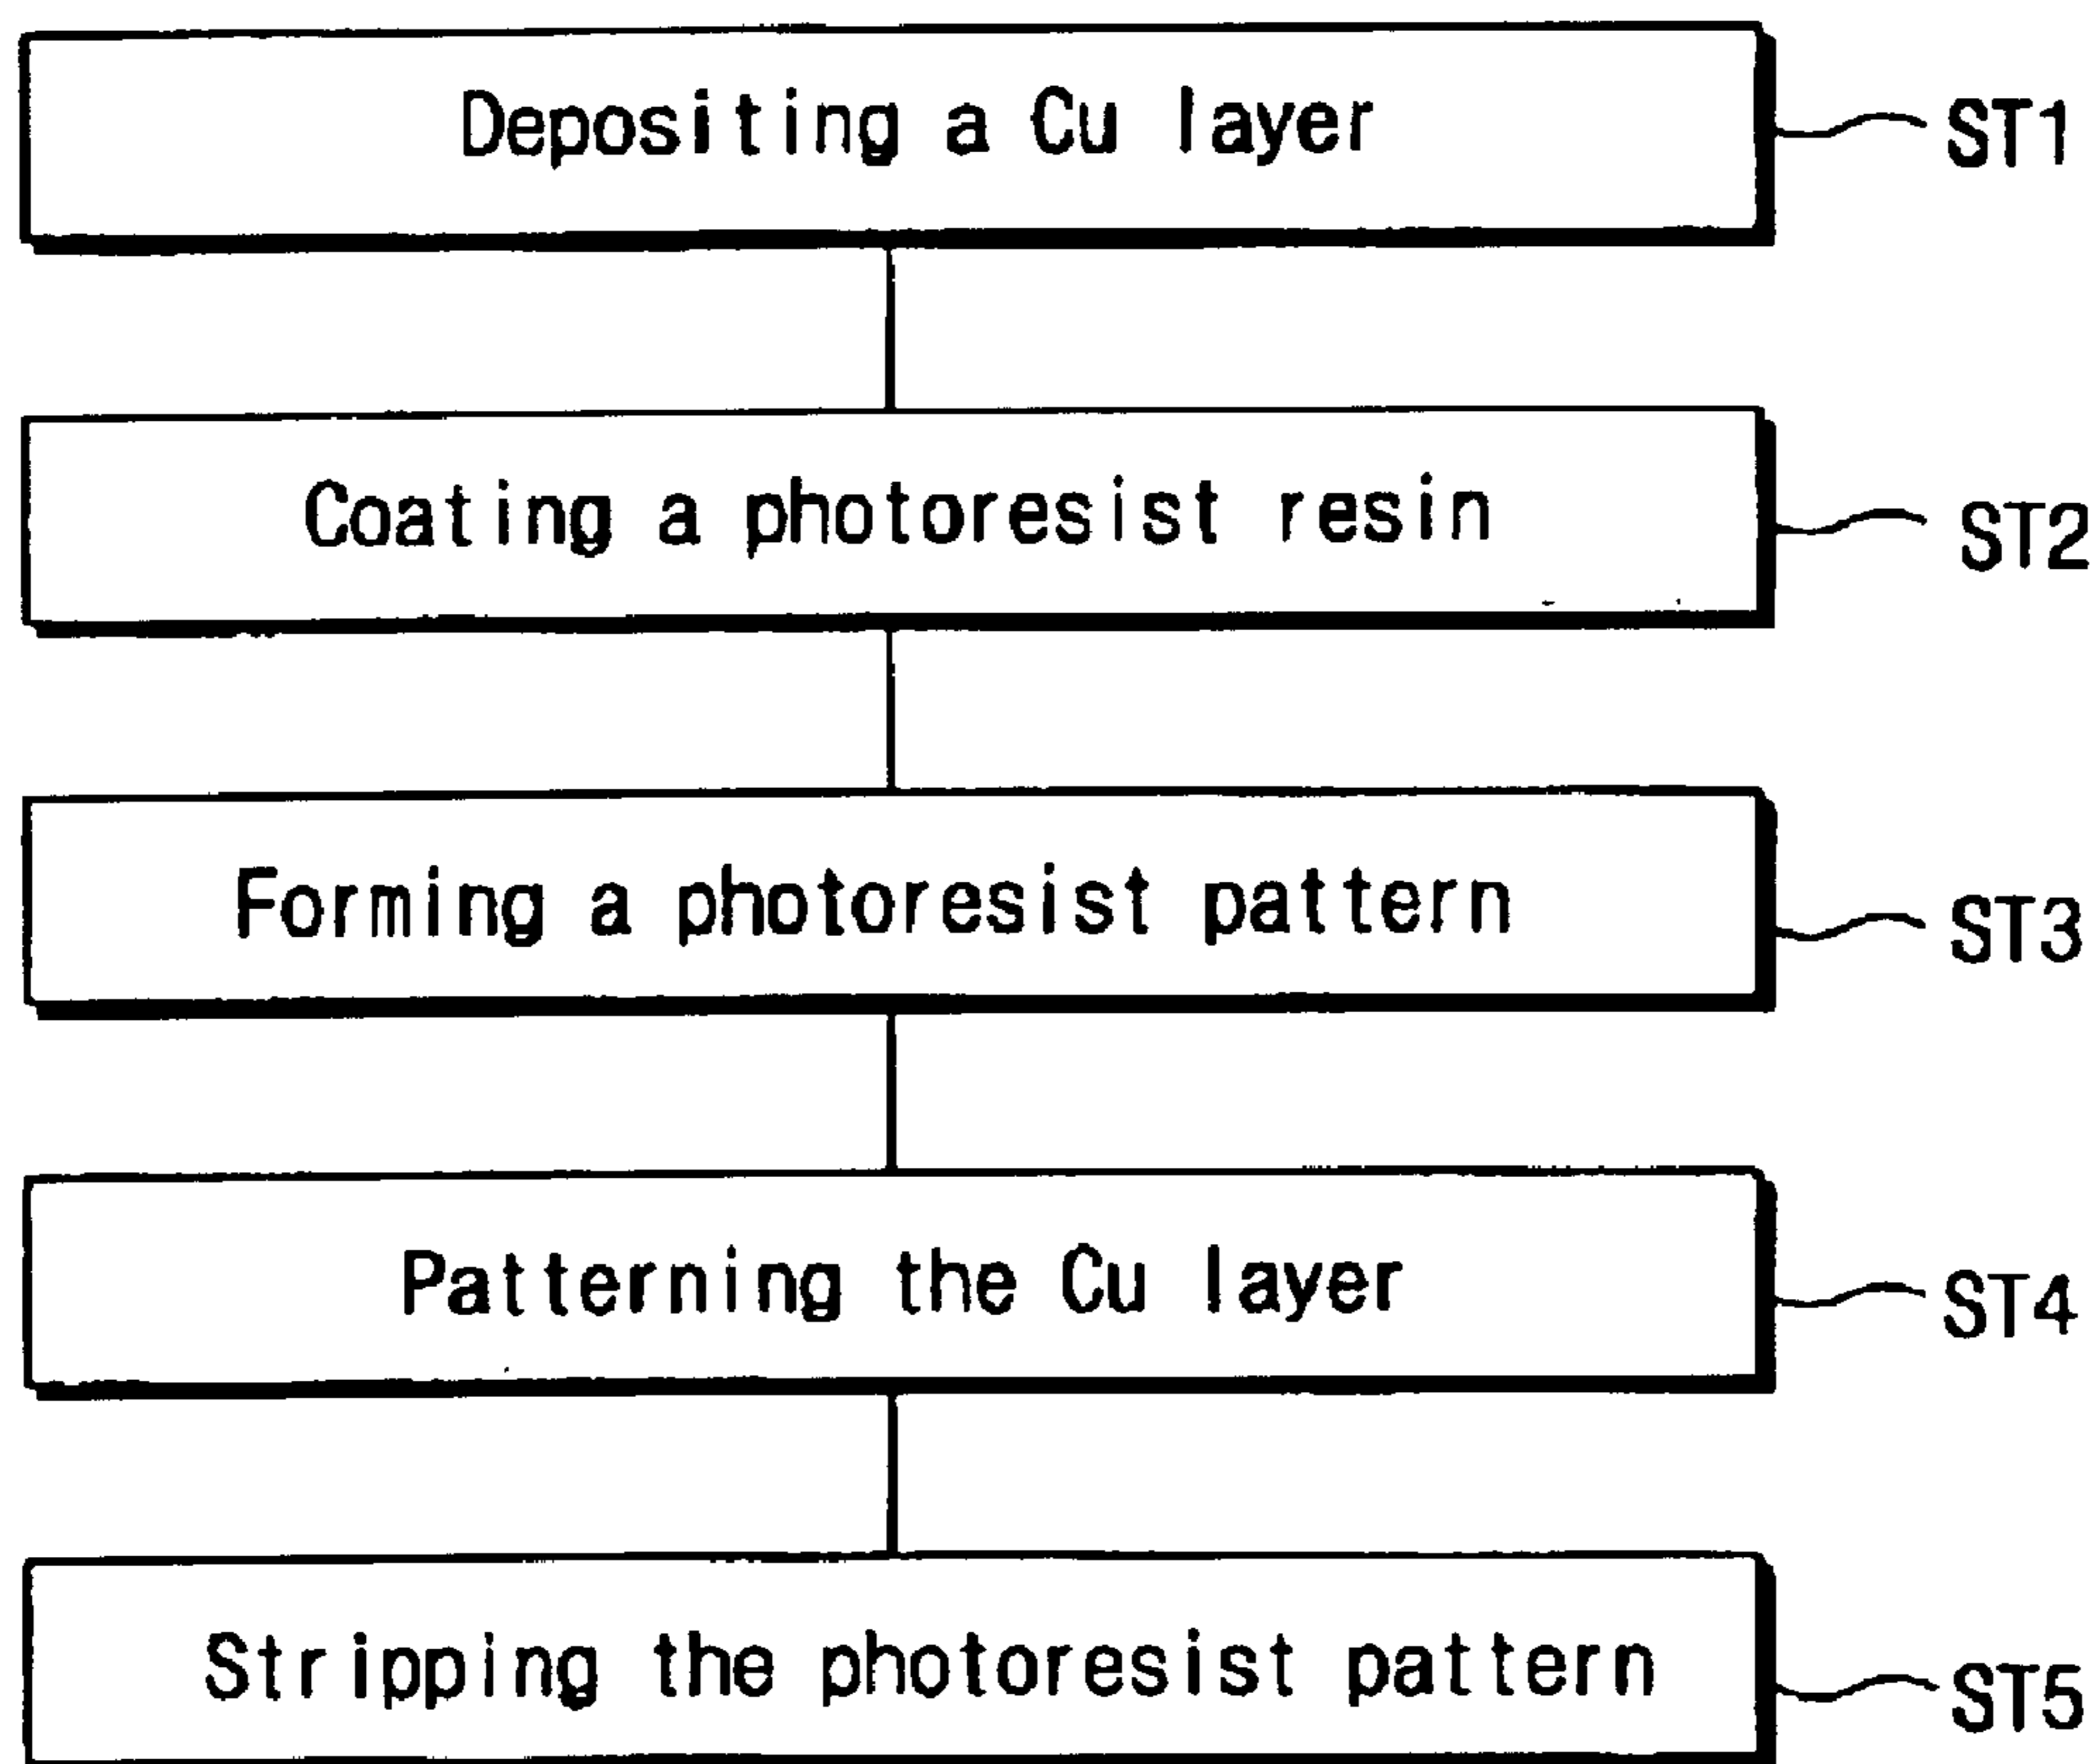 Depositing a Cu layer ST1
Coating a photoresist resin ST2
Forming a photoresist pattern ST3
Patterning the Cu layer ST4
Stripping the photoresist pattern ST5